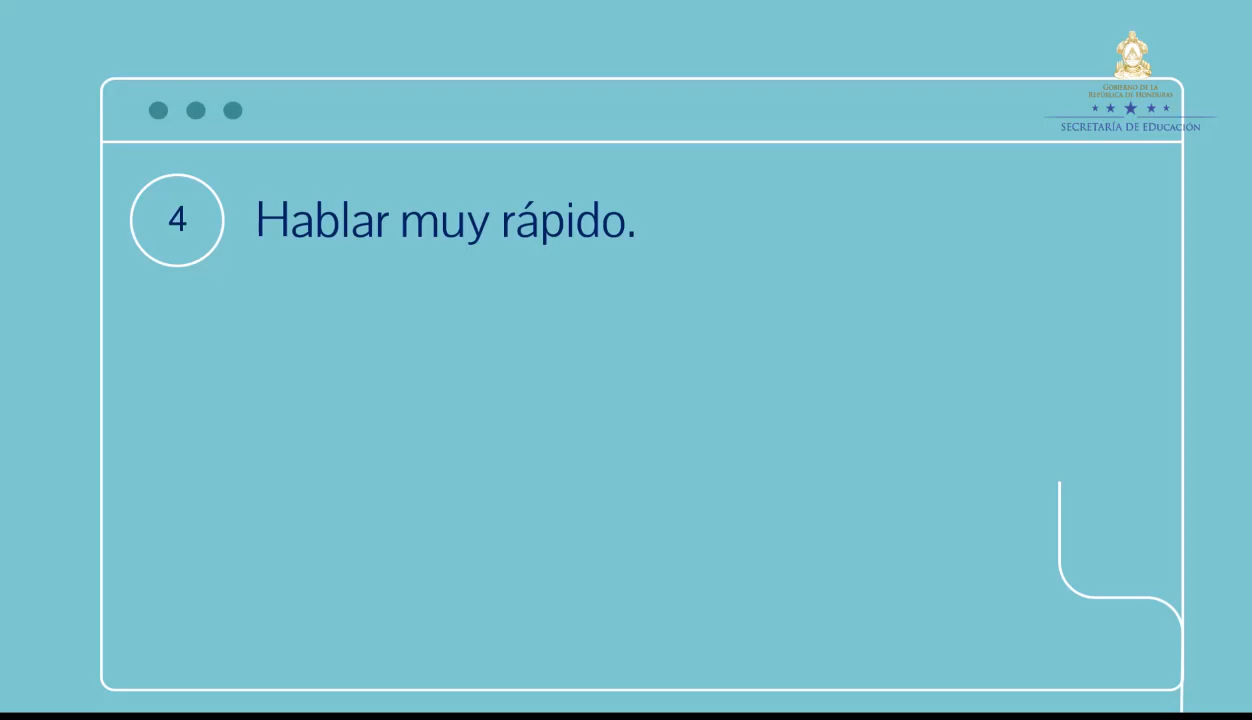 GOBIERNO DE LA
REPÚBLICA DE HONDURAS
SECRETARÍA DE EDUCACIÓN
4 Hablar muy rápido.